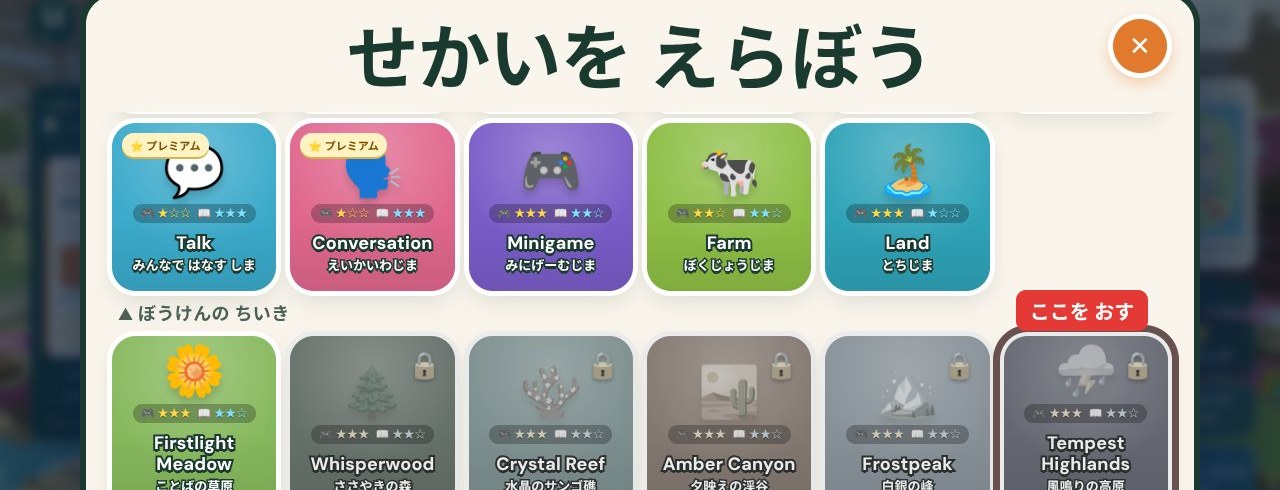 せかいを えらぼう
×
プレミアム
プレミアム
★☆☆ ★★★
★☆☆ ★★★
★★★ ★★☆
★★☆ ★★☆
★★★ ★☆☆
Talk
Conversation
Minigame
Farm
Land
みんなで はなす しま
えいかいわじま
みにげーむじま
ぼくじょうじま
とちじま
▲ ぼうけんの ちいき
ここを おす
★★★ ★★☆
★★★ ★★☆
★★★ ★★☆
★★★ ★★☆
★★★ ★★☆
★★★ ★★☆
Firstlight
Meadow
Whisperwood
Crystal Reef
Amber Canyon
Frostpeak
Tempest
Highlands
ことばの草原
ささやきの森
水晶のサンゴ礁
夕映えの渓谷
白銀の峰
風鳴りの高原